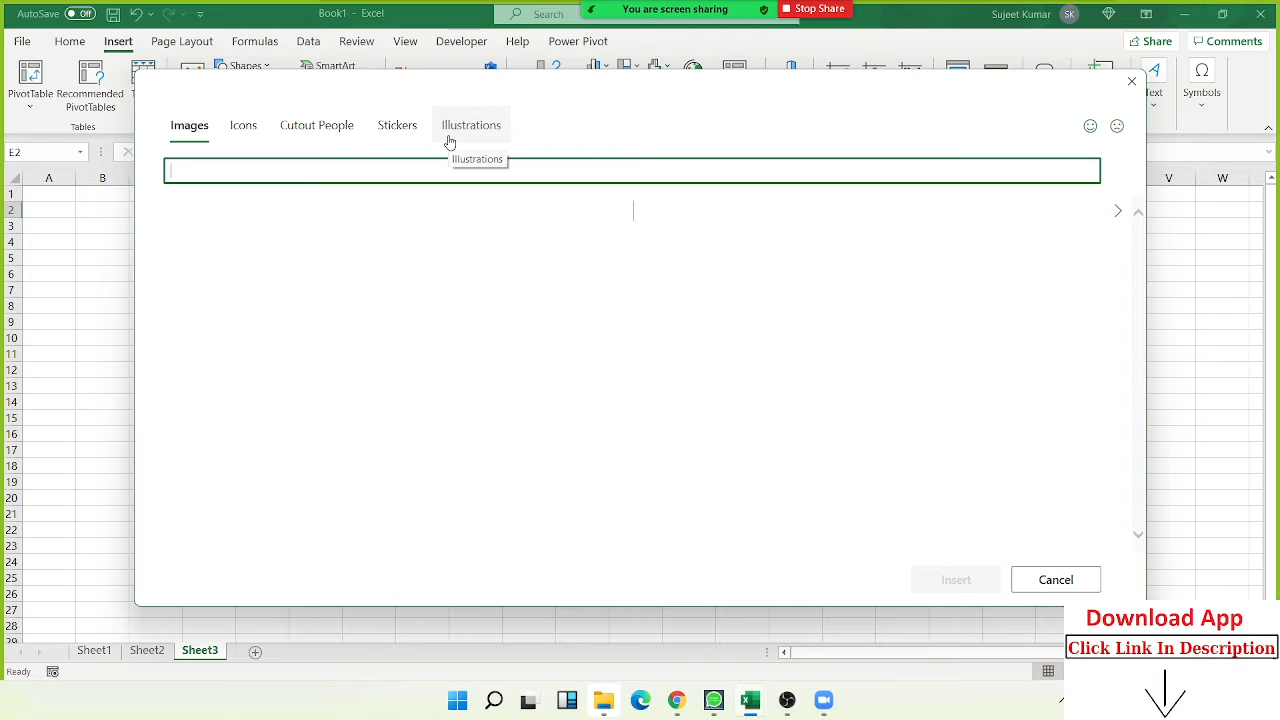 AutoSave Off
Book1 - Excel
Search
You are screen sharing
Stop Share
Sujeet Kumar SK
File Home Insert Page Layout Formulas Data Review View Developer Help Power Pivot
Share Comments
Shapes SmartArt
PivotTable Recommended
PivotTables
Text Symbols
Tables
E2
Images Icons Cutout People Stickers Illustrations
Illustrations
A B V W
1
2
3
4
5
6
7
8
9
10
11
12
13
14
15
16
17
18
19
20
21
22
23
24
25
26
27
28
29
Insert Cancel
Sheet1 Sheet2 Sheet3
Ready
Download App
Click Link In Description